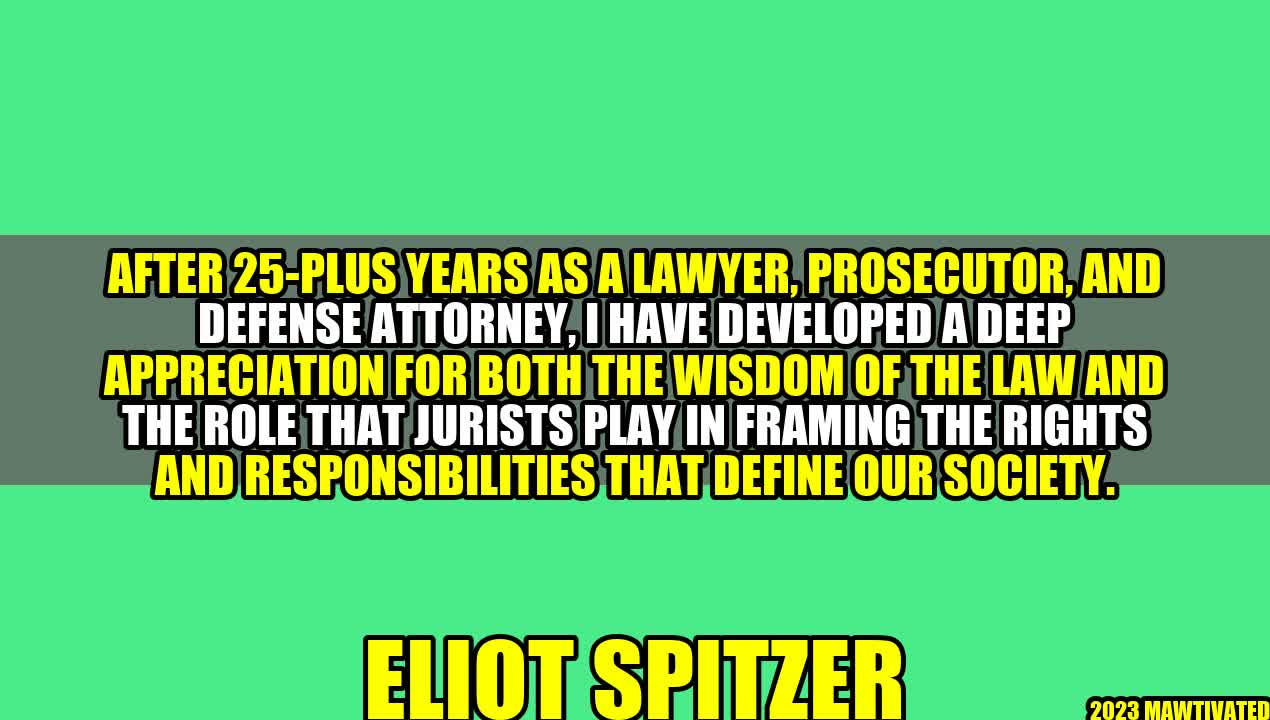 AFTER 25-PLUS YEARS AS A LAWYER, PROSECUTOR, AND
DEFENSE ATTORNEY, I HAVE DEVELOPED A DEEP
APPRECIATION FOR BOTH THE WISDOM OF THE LAW AND
THE ROLE THAT JURISTS PLAY IN FRAMING THE RIGHTS
AND RESPONSIBILITIES THAT DEFINE OUR SOCIETY.
ELIOT SPITZER
2023 MAWTIVATED